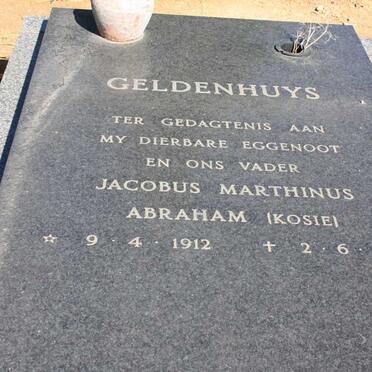 GELDENHUYS
TER GEDAGTENIS AAN
MY DIERBARE EGGENOOT
EN ONS VADER
JACOBUS MARTHINUS
ABRAHAM (KOSIE)
☆ 9·4·1912 ✝ 2·6·